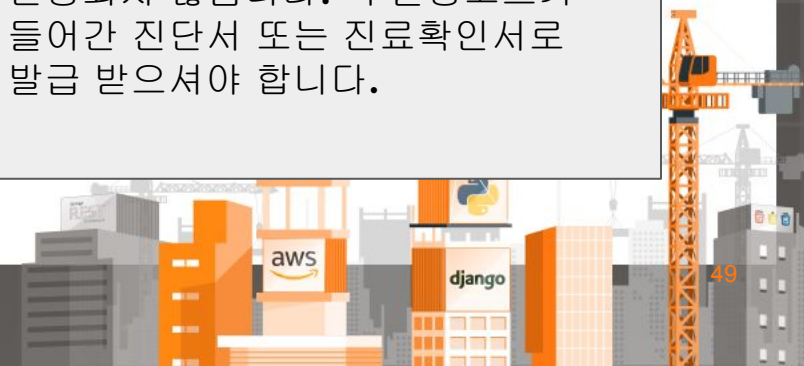 들어간 진단서 또는 진료확인서로
발급 받으셔야 합니다.
aws
django
49